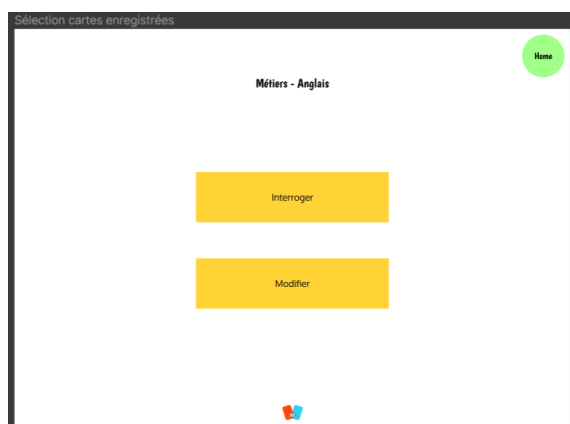 Sélection cartes enregistrées
Home
Métiers - Anglais
Interroger
Modifier